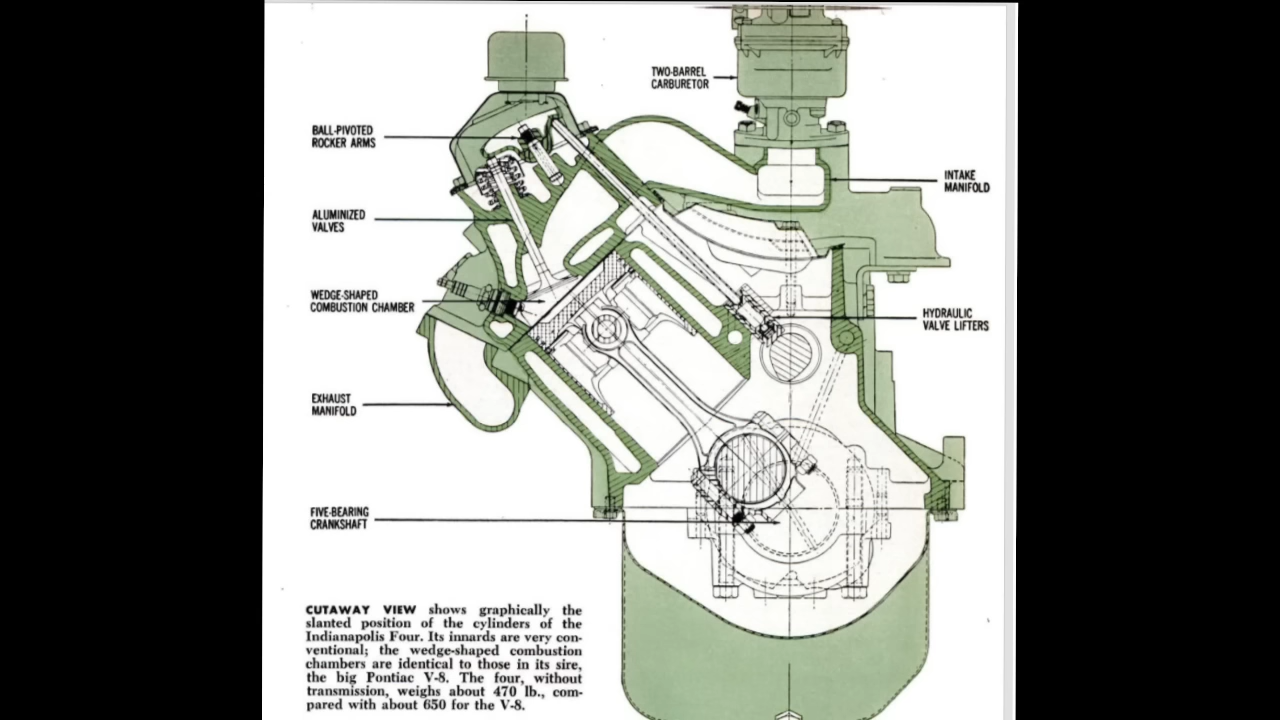 TWO-BARREL
CARBURETOR
BALL-PIVOTED
ROCKER ARMS
INTAKE
MANIFOLD
ALUMINIZED
VALVES
WEDGE-SHAPED
COMBUSTION CHAMBER
HYDRAULIC
VALVE LIFTERS
EXHAUST
MANIFOLD
FIVE-BEARING
CRANKSHAFT
CUTAWAY VIEW shows graphically the
slanted position of the cylinders of the
Indianapolis Four. Its innards are very con-
ventional; the wedge-shaped combustion
chambers are identical to those in its sire,
the big Pontiac V-8. The four, without
transmission, weighs about 470 lb., com-
pared with about 650 for the V-8.